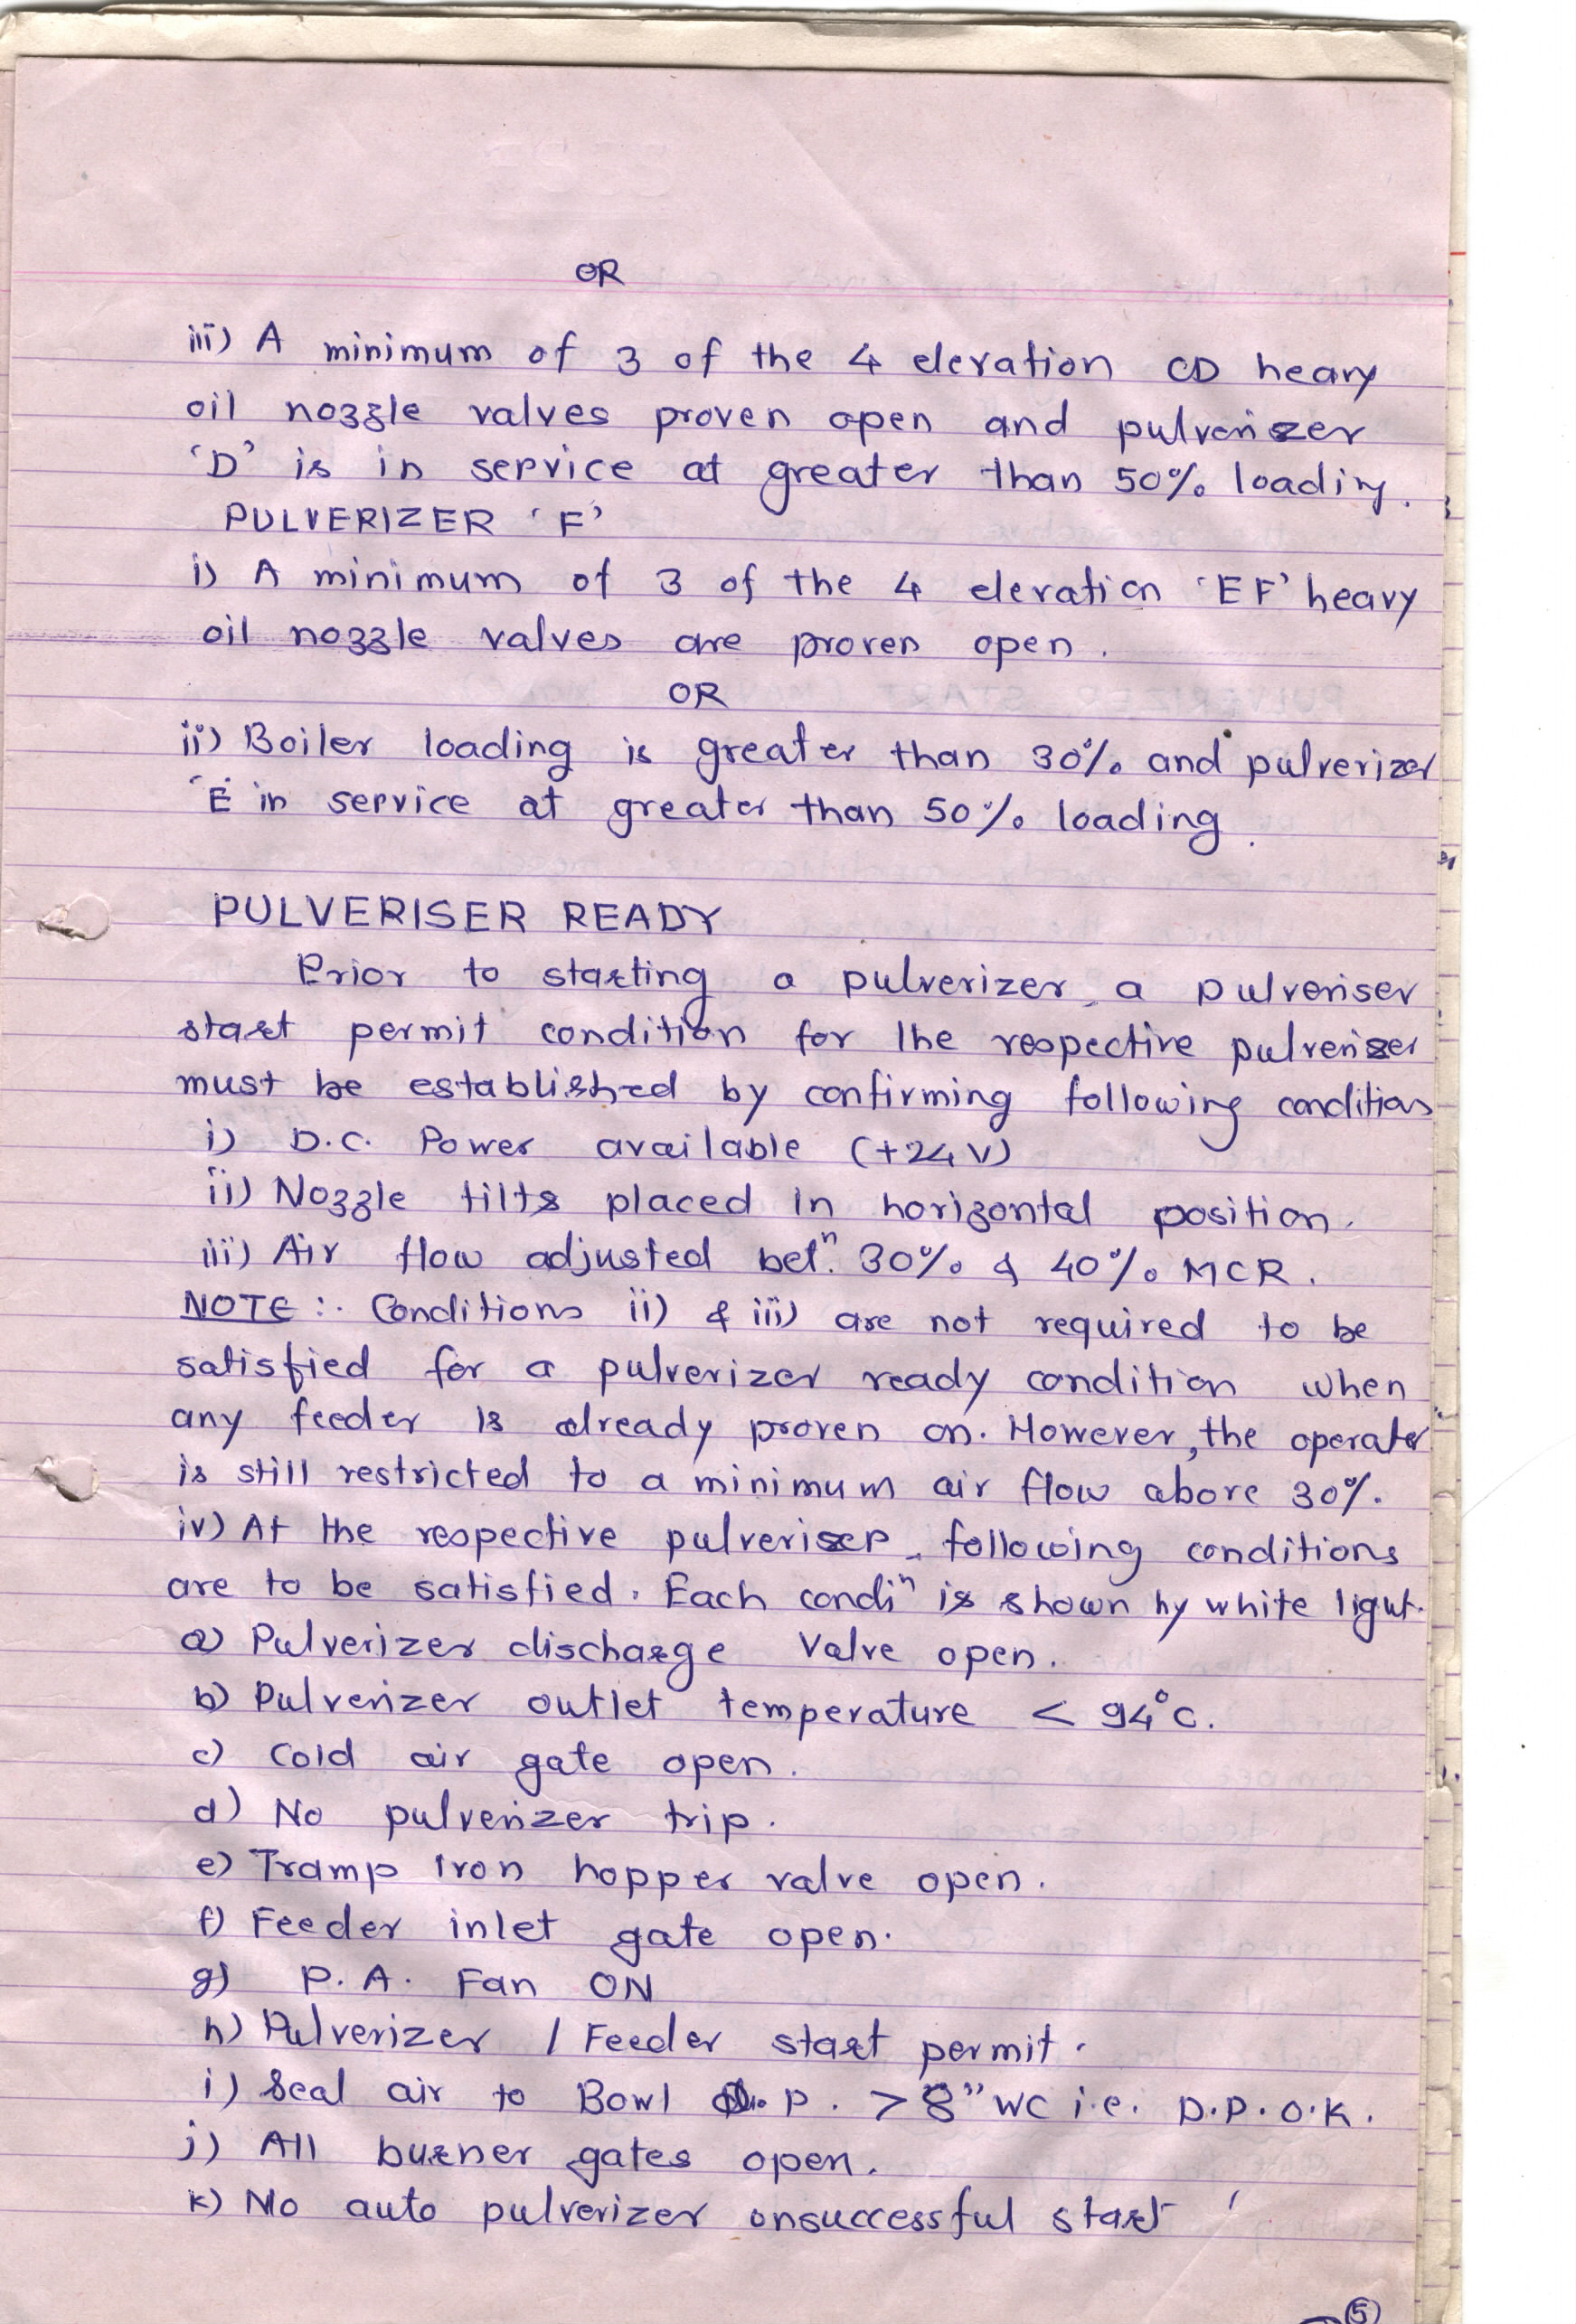 OR
iii) A minimum of 3 of the 4 elevation CD heavy
oil nozzle valves proven open and pulverizer
'D' is in service at greater than 50% loading.
PULVERIZER 'F'
i) A minimum of 3 of the 4 elevation 'EF' heavy
oil nozzle valves are proven open.
OR
ii) Boiler loading is greater than 30% and pulverizer
'E' in service at greater than 50% loading.
PULVERISER READY
Prior to starting a pulverizer, a pulveriser
start permit condition for the respective pulveriser
must be established by confirming following conditions
i) D.C. Power available (+24V)
ii) Nozzle tilts placed in horizontal position.
iii) Air flow adjusted betⁿ. 30% & 40% MCR.
NOTE :. Conditions ii) & iii) are not required to be
satisfied for a pulverizer ready condition when
any feeder is already proven on. However, the operator
is still restricted to a minimum air flow above 30%.
iv) At the respective pulveriser, following conditions
are to be satisfied. Each condiⁿ is shown by white light.
a) Pulverizer discharge Valve open.
b) Pulverizer outlet temperature < 94°C.
c) Cold air gate open.
d) No pulverizer trip.
e) Tramp Iron hopper valve open.
f) Feeder inlet gate open.
g) P.A. Fan ON
h) Pulverizer / Feeder start permit.
i) Seal air to Bowl D.P. > 8" WC i.e. D.P.O.K.
j) All burner gates open.
k) No auto pulverizer unsuccessful start
5